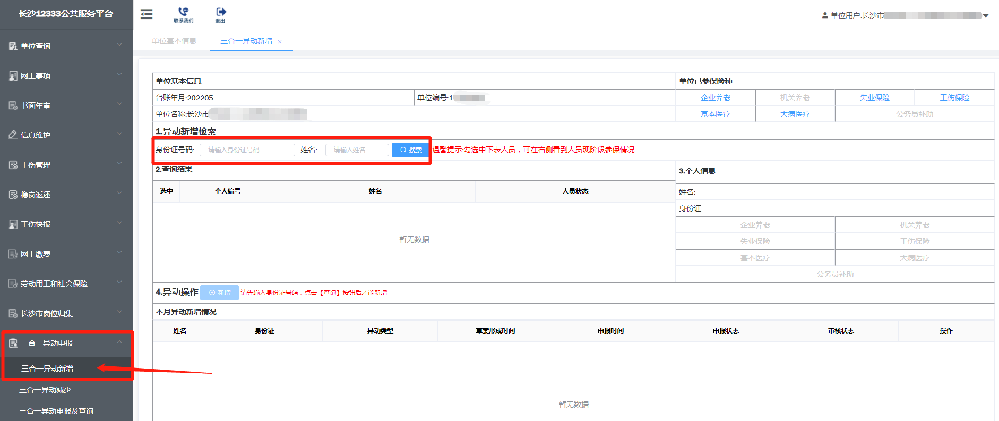 长沙12333公共服务平台
单位查询
网上事项
书面年审
信息维护
工伤管理
稳岗返还
工伤快报
网上缴费
劳动用工和社会保险
长沙市岗位归集
三合一异动申报
三合一异动新增
三合一异动减少
三合一异动申报及查询
联系我们
退出
单位用户:长沙市
单位基本信息
三合一异动新增 ×
单位基本信息
单位已参保险种
台账年月:202205
单位编号:1
企业养老
机关养老
失业保险
工伤保险
单位名称:长沙市
基本医疗
大病医疗
公务员补助
1.异动新增检索
身份证号码: 请输入身份证号码 姓名: 请输入姓名 搜索 温馨提示:勾选中下表人员，可在右侧看到人员现阶段参保情况
2.查询结果
3.个人信息
选中 个人编号 姓名 人员状态
暂无数据
姓名:
身份证:
企业养老 机关养老
失业保险 工伤保险
基本医疗 大病医疗
公务员补助
4.异动操作 新增 请先输入身份证号码，点击【查询】按钮后才能新增
本月异动新增情况
姓名 身份证 异动类型 草案形成时间 申报时间 申报状态 审核状态 操作
暂无数据